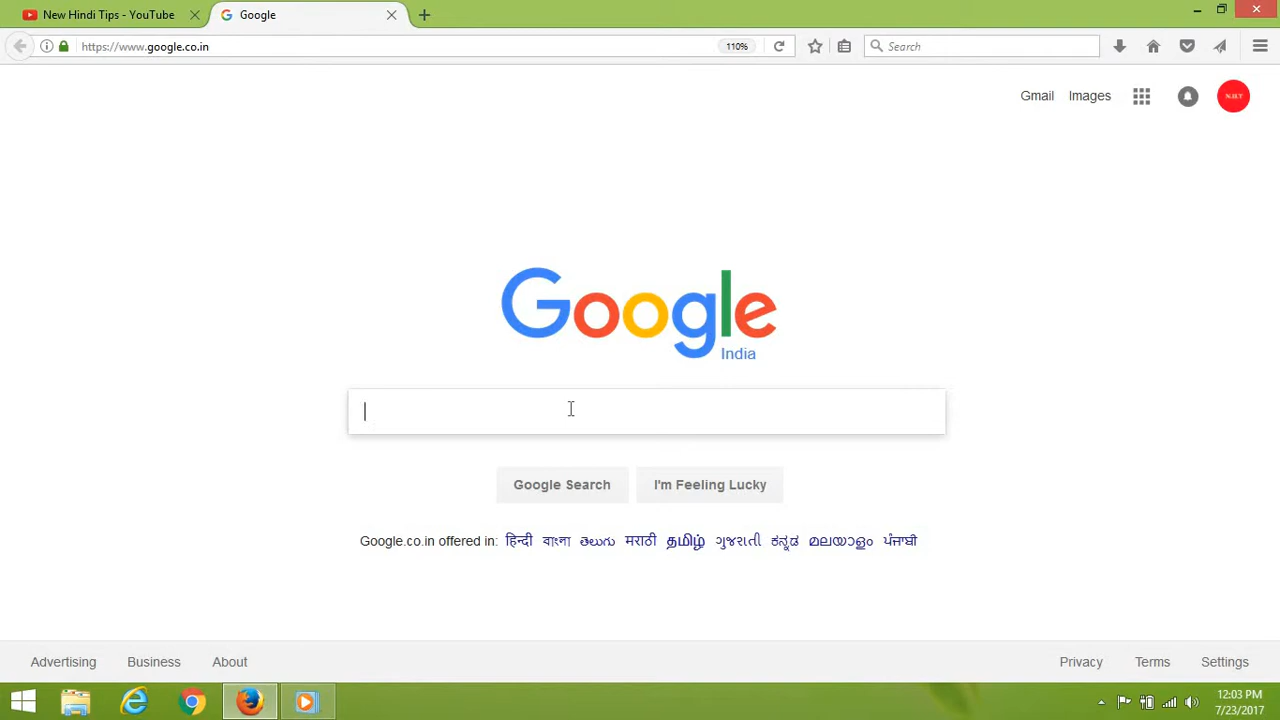 New Hindi Tips - YouTube
Google
https://www.google.co.in
110%
Search
Gmail Images
Google
India
Google Search I'm Feeling Lucky
Google.co.in offered in: हिन्दी বাংলা తెలుగు मराठी தமிழ் ગુજરાતી ಕನ್ನಡ മലയാളം ਪੰਜਾਬੀ
Advertising Business About Privacy Terms Settings
12:03 PM
7/23/2017